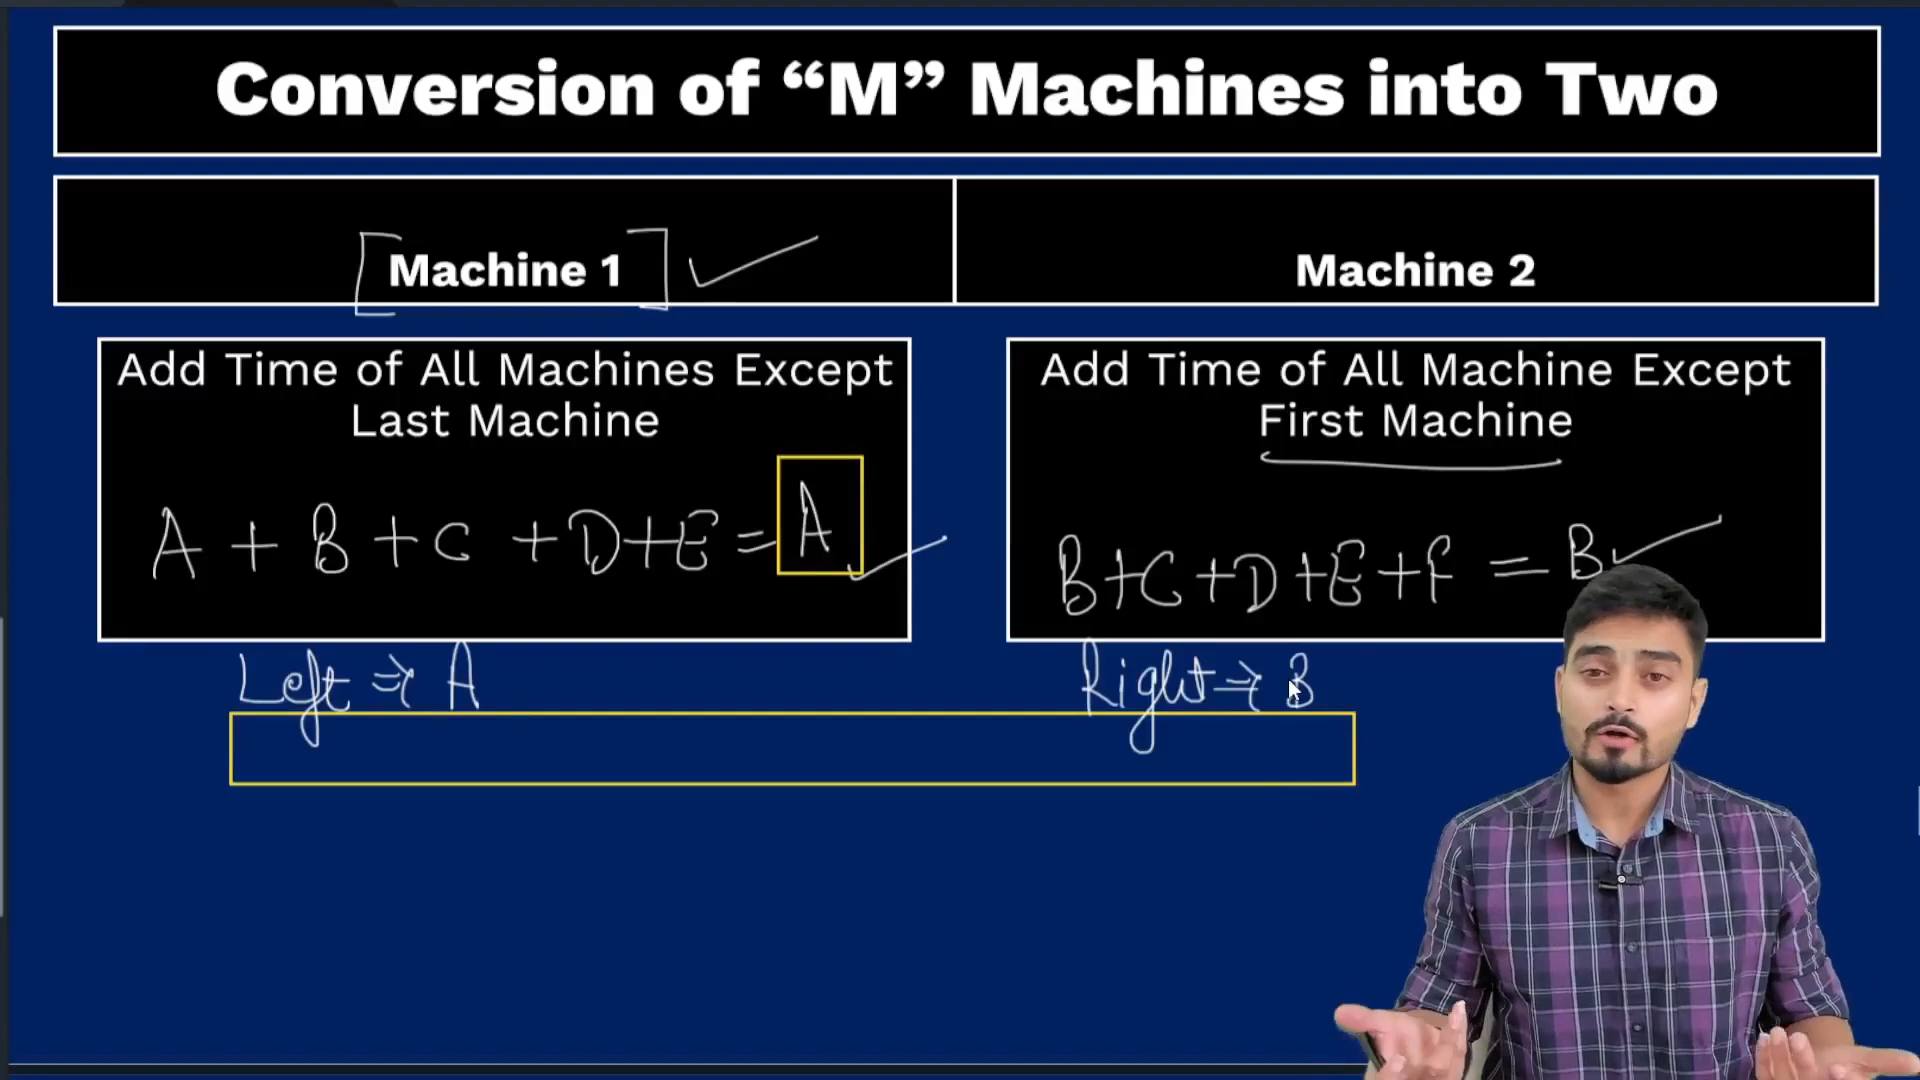 Conversion of “M” Machines into Two
Machine 1
Machine 2
Add Time of All Machines Except
Last Machine
A + B + C + D + E = A
Add Time of All Machine Except
First Machine
B + C + D + E + F = B
Left ⇒ A
Right ⇒ B